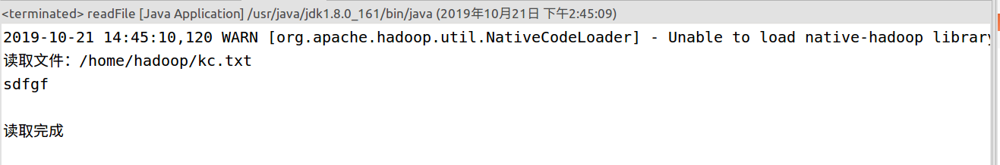 <terminated> readFile [Java Application] /usr/java/jdk1.8.0_161/bin/java (2019年10月21日 下午2:45:09)
2019-10-21 14:45:10,120 WARN [org.apache.hadoop.util.NativeCodeLoader] - Unable to load native-hadoop library
读取文件：/home/hadoop/kc.txt
sdfgf
读取完成